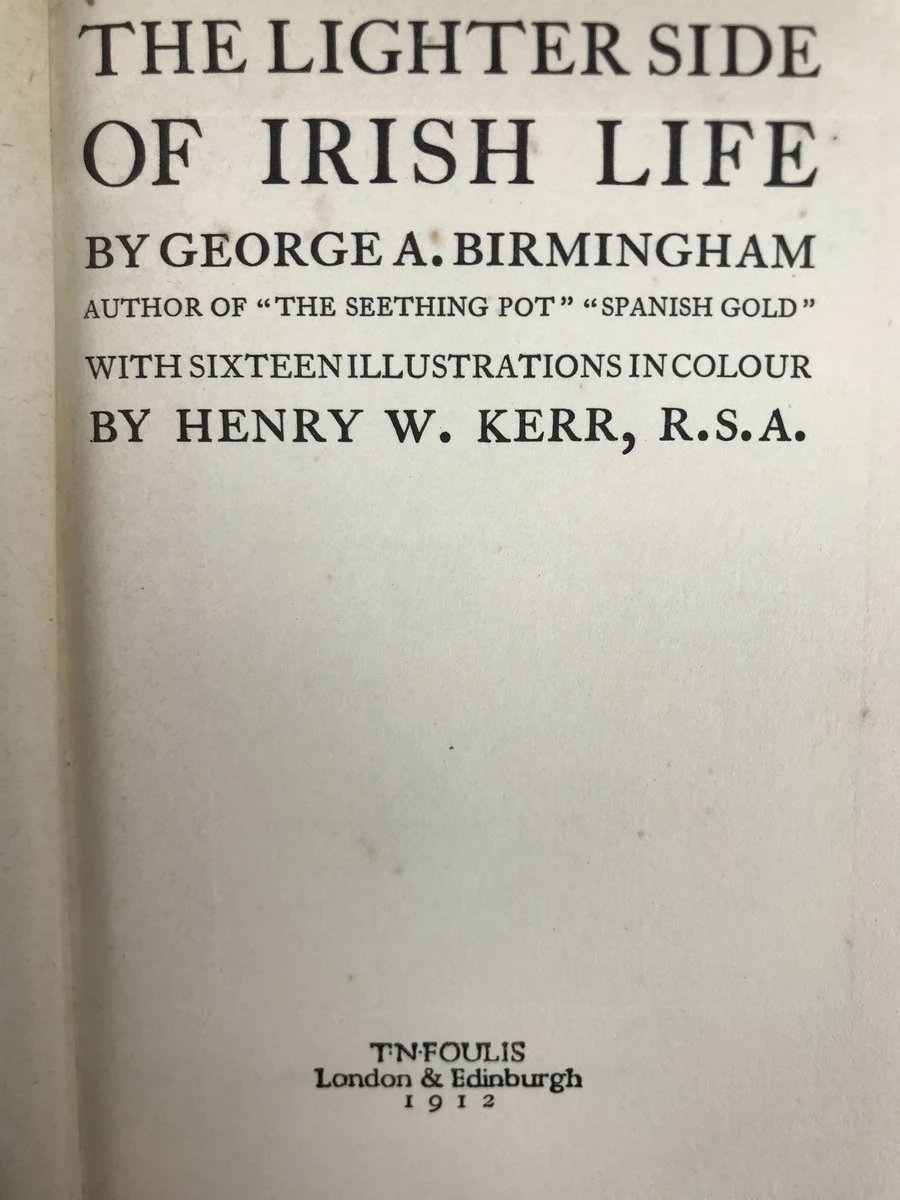 THE LIGHTER SIDE
OF IRISH LIFE
BY GEORGE A. BIRMINGHAM
AUTHOR OF “THE SEETHING POT” “SPANISH GOLD”
WITH SIXTEEN ILLUSTRATIONS IN COLOUR
BY HENRY W. KERR, R.S.A.
T·N·FOULIS
London & Edinburgh
1912